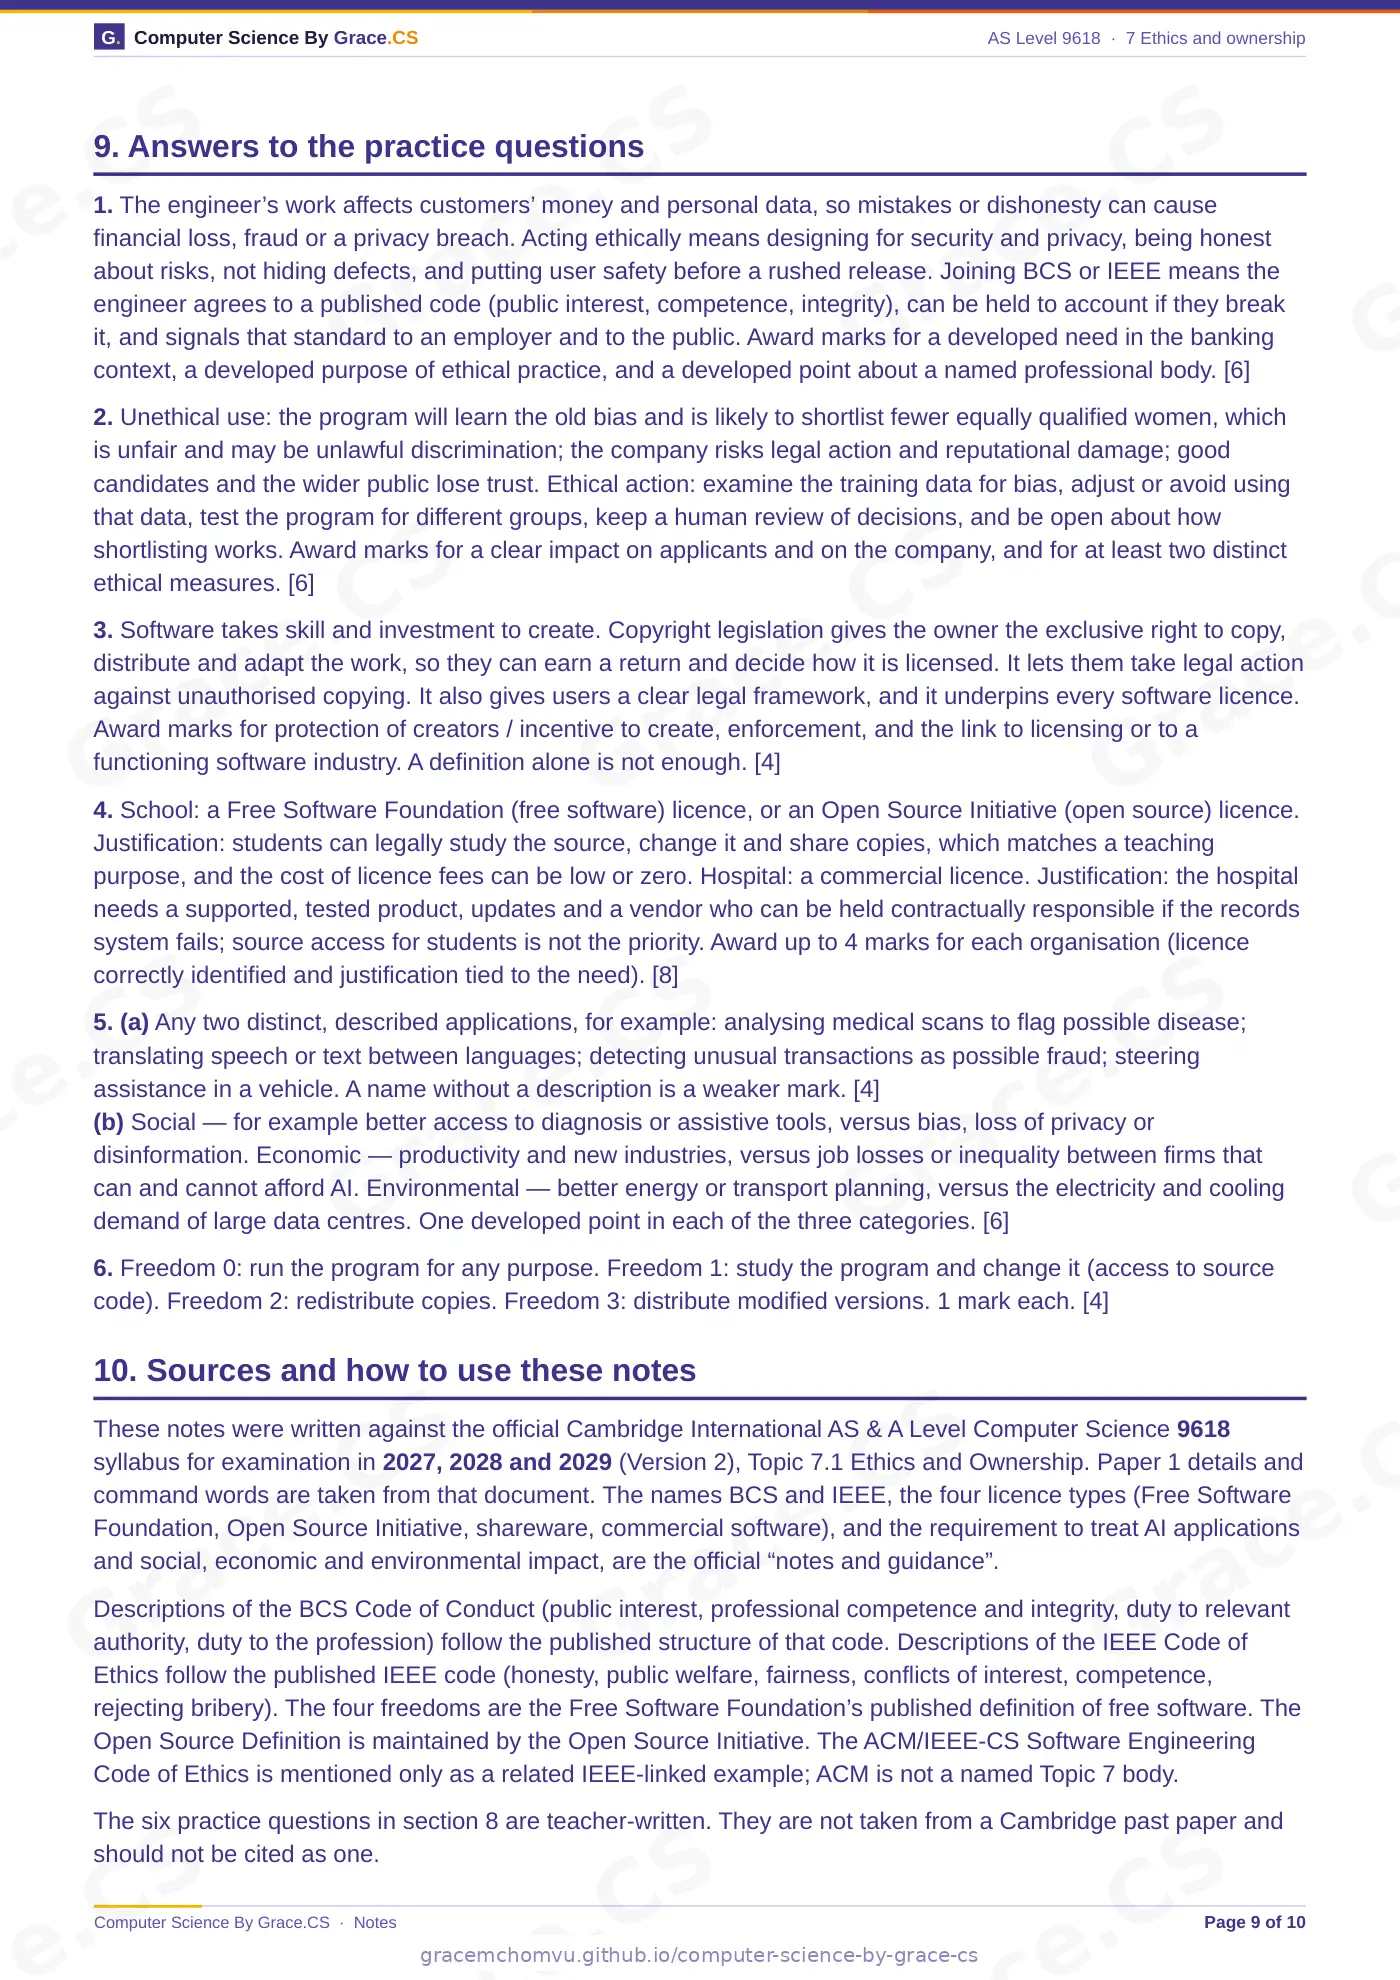 G. Computer Science By Grace.CS
AS Level 9618 · 7 Ethics and ownership
9. Answers to the practice questions
1. The engineer’s work affects customers’ money and personal data, so mistakes or dishonesty can cause
financial loss, fraud or a privacy breach. Acting ethically means designing for security and privacy, being honest
about risks, not hiding defects, and putting user safety before a rushed release. Joining BCS or IEEE means the
engineer agrees to a published code (public interest, competence, integrity), can be held to account if they break
it, and signals that standard to an employer and to the public. Award marks for a developed need in the banking
context, a developed purpose of ethical practice, and a developed point about a named professional body. [6]
2. Unethical use: the program will learn the old bias and is likely to shortlist fewer equally qualified women, which
is unfair and may be unlawful discrimination; the company risks legal action and reputational damage; good
candidates and the wider public lose trust. Ethical action: examine the training data for bias, adjust or avoid using
that data, test the program for different groups, keep a human review of decisions, and be open about how
shortlisting works. Award marks for a clear impact on applicants and on the company, and for at least two distinct
ethical measures. [6]
3. Software takes skill and investment to create. Copyright legislation gives the owner the exclusive right to copy,
distribute and adapt the work, so they can earn a return and decide how it is licensed. It lets them take legal action
against unauthorised copying. It also gives users a clear legal framework, and it underpins every software licence.
Award marks for protection of creators / incentive to create, enforcement, and the link to licensing or to a
functioning software industry. A definition alone is not enough. [4]
4. School: a Free Software Foundation (free software) licence, or an Open Source Initiative (open source) licence.
Justification: students can legally study the source, change it and share copies, which matches a teaching
purpose, and the cost of licence fees can be low or zero. Hospital: a commercial licence. Justification: the hospital
needs a supported, tested product, updates and a vendor who can be held contractually responsible if the records
system fails; source access for students is not the priority. Award up to 4 marks for each organisation (licence
correctly identified and justification tied to the need). [8]
5. (a) Any two distinct, described applications, for example: analysing medical scans to flag possible disease;
translating speech or text between languages; detecting unusual transactions as possible fraud; steering
assistance in a vehicle. A name without a description is a weaker mark. [4]
(b) Social — for example better access to diagnosis or assistive tools, versus bias, loss of privacy or
disinformation. Economic — productivity and new industries, versus job losses or inequality between firms that
can and cannot afford AI. Environmental — better energy or transport planning, versus the electricity and cooling
demand of large data centres. One developed point in each of the three categories. [6]
6. Freedom 0: run the program for any purpose. Freedom 1: study the program and change it (access to source
code). Freedom 2: redistribute copies. Freedom 3: distribute modified versions. 1 mark each. [4]
10. Sources and how to use these notes
These notes were written against the official Cambridge International AS & A Level Computer Science 9618
syllabus for examination in 2027, 2028 and 2029 (Version 2), Topic 7.1 Ethics and Ownership. Paper 1 details and
command words are taken from that document. The names BCS and IEEE, the four licence types (Free Software
Foundation, Open Source Initiative, shareware, commercial software), and the requirement to treat AI applications
and social, economic and environmental impact, are the official “notes and guidance”.
Descriptions of the BCS Code of Conduct (public interest, professional competence and integrity, duty to relevant
authority, duty to the profession) follow the published structure of that code. Descriptions of the IEEE Code of
Ethics follow the published IEEE code (honesty, public welfare, fairness, conflicts of interest, competence,
rejecting bribery). The four freedoms are the Free Software Foundation’s published definition of free software. The
Open Source Definition is maintained by the Open Source Initiative. The ACM/IEEE-CS Software Engineering
Code of Ethics is mentioned only as a related IEEE-linked example; ACM is not a named Topic 7 body.
The six practice questions in section 8 are teacher-written. They are not taken from a Cambridge past paper and
should not be cited as one.
Computer Science By Grace.CS · Notes
Page 9 of 10
gracemchomvu.github.io/computer-science-by-grace-cs